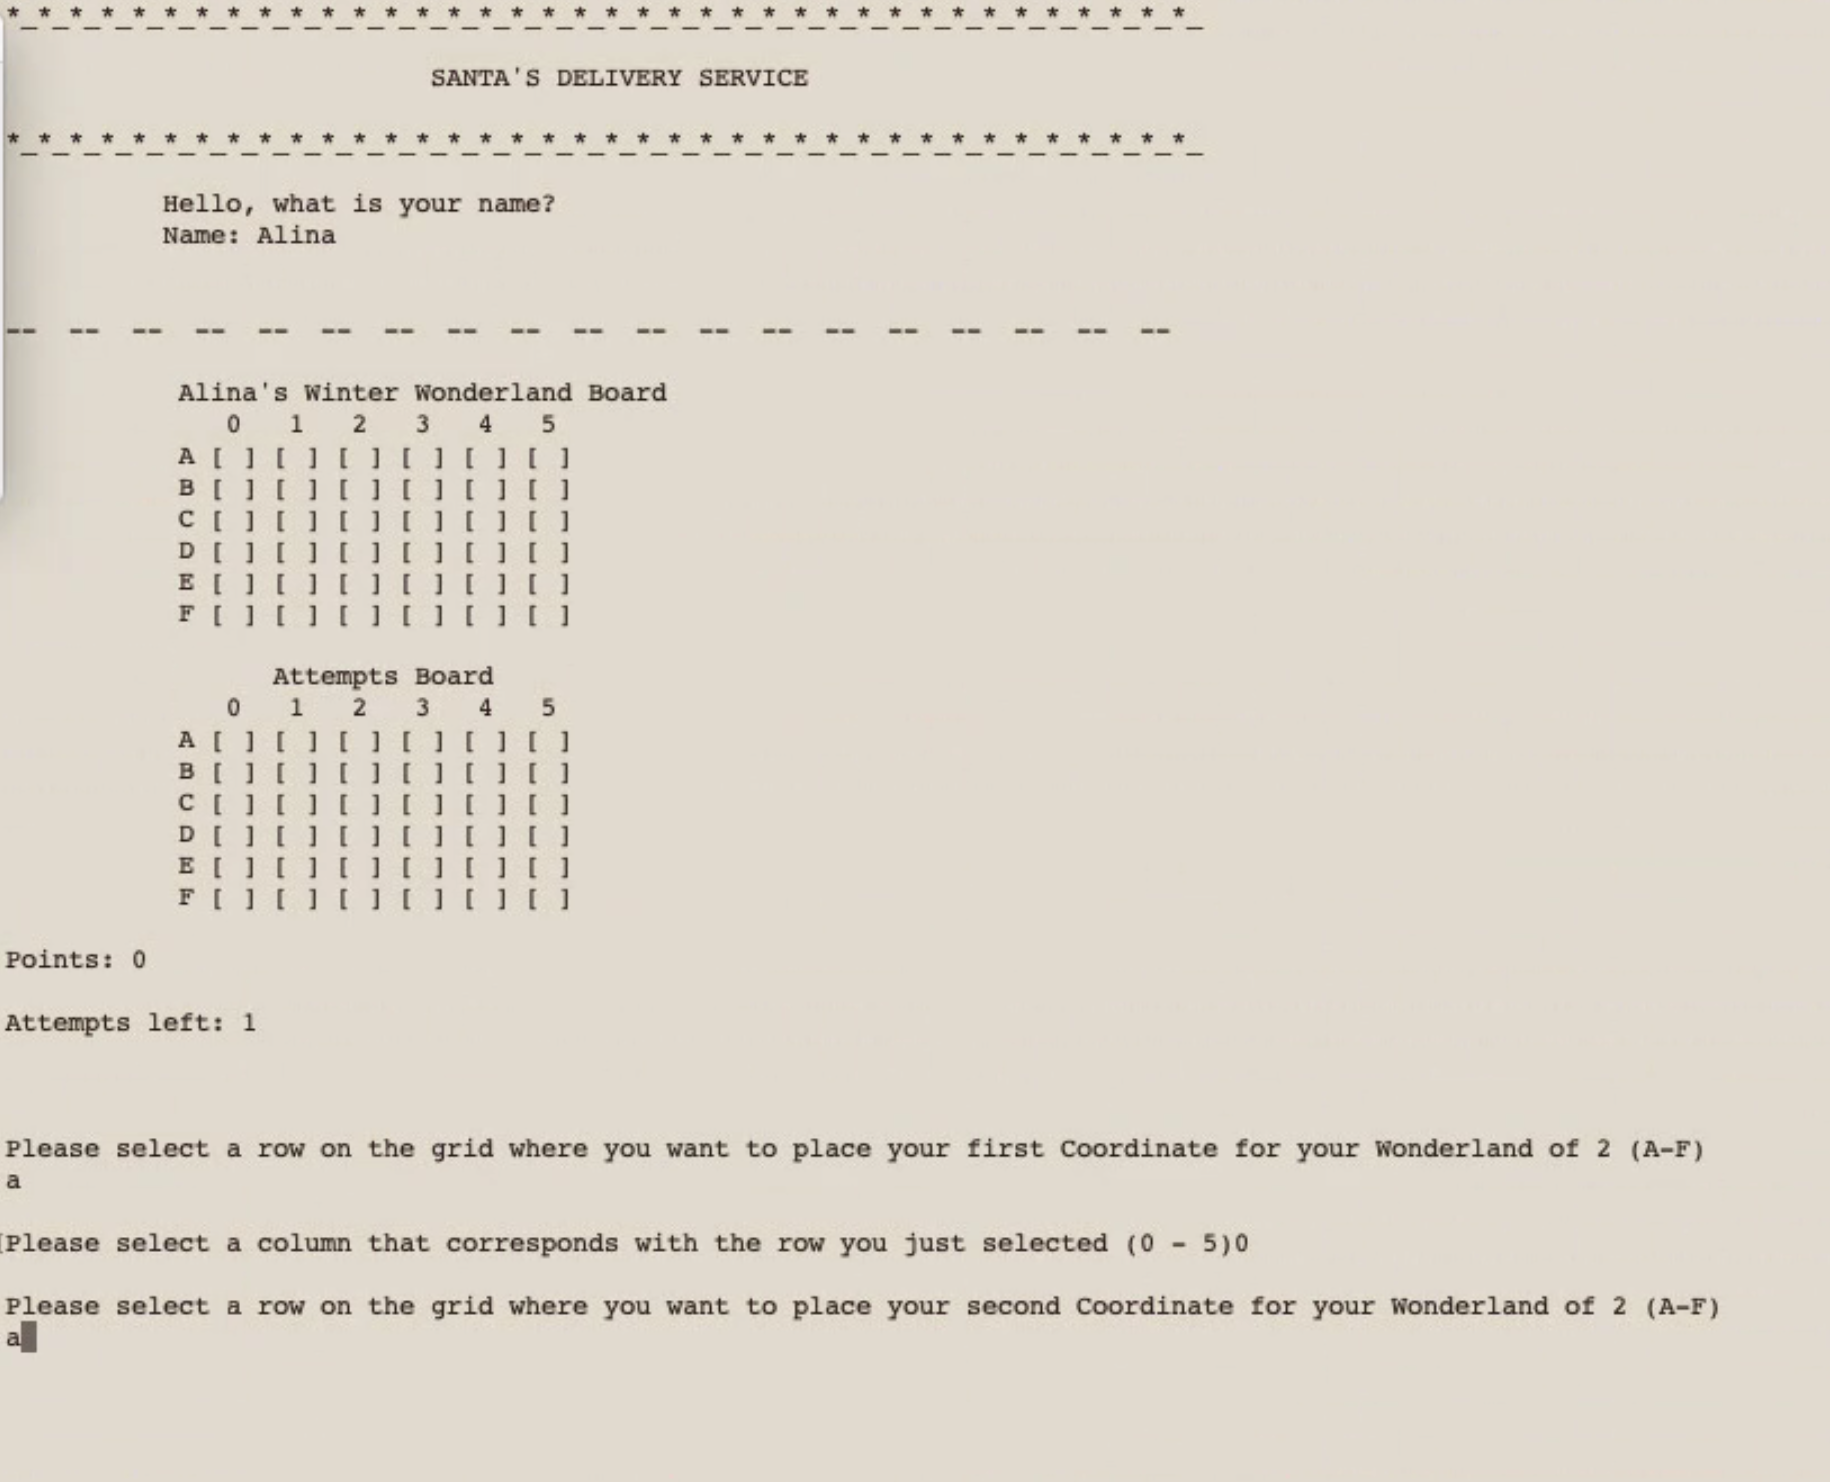 *_*_*_*_*_*_*_*_*_*_*_*_*_*_*_*_*_*_*_*_*_*_*_*_*_*_*_*_*_*_*_*_*_*_*_*_*_*_
SANTA'S DELIVERY SERVICE
*_*_*_*_*_*_*_*_*_*_*_*_*_*_*_*_*_*_*_*_*_*_*_*_*_*_*_*_*_*_*_*_*_*_*_*_*_*_
Hello, what is your name?
Name: Alina
--  --  --  --  --  --  --  --  --  --  --  --  --  --  --  --  --  --  --
Alina's Winter Wonderland Board
0   1   2   3   4   5
A [ ] [ ] [ ] [ ] [ ] [ ]
B [ ] [ ] [ ] [ ] [ ] [ ]
C [ ] [ ] [ ] [ ] [ ] [ ]
D [ ] [ ] [ ] [ ] [ ] [ ]
E [ ] [ ] [ ] [ ] [ ] [ ]
F [ ] [ ] [ ] [ ] [ ] [ ]
Attempts Board
0   1   2   3   4   5
A [ ] [ ] [ ] [ ] [ ] [ ]
B [ ] [ ] [ ] [ ] [ ] [ ]
C [ ] [ ] [ ] [ ] [ ] [ ]
D [ ] [ ] [ ] [ ] [ ] [ ]
E [ ] [ ] [ ] [ ] [ ] [ ]
F [ ] [ ] [ ] [ ] [ ] [ ]
Points: 0
Attempts left: 1
Please select a row on the grid where you want to place your first Coordinate for your Wonderland of 2 (A-F)
a
[Please select a column that corresponds with the row you just selected (0 - 5)0
Please select a row on the grid where you want to place your second Coordinate for your Wonderland of 2 (A-F)
a